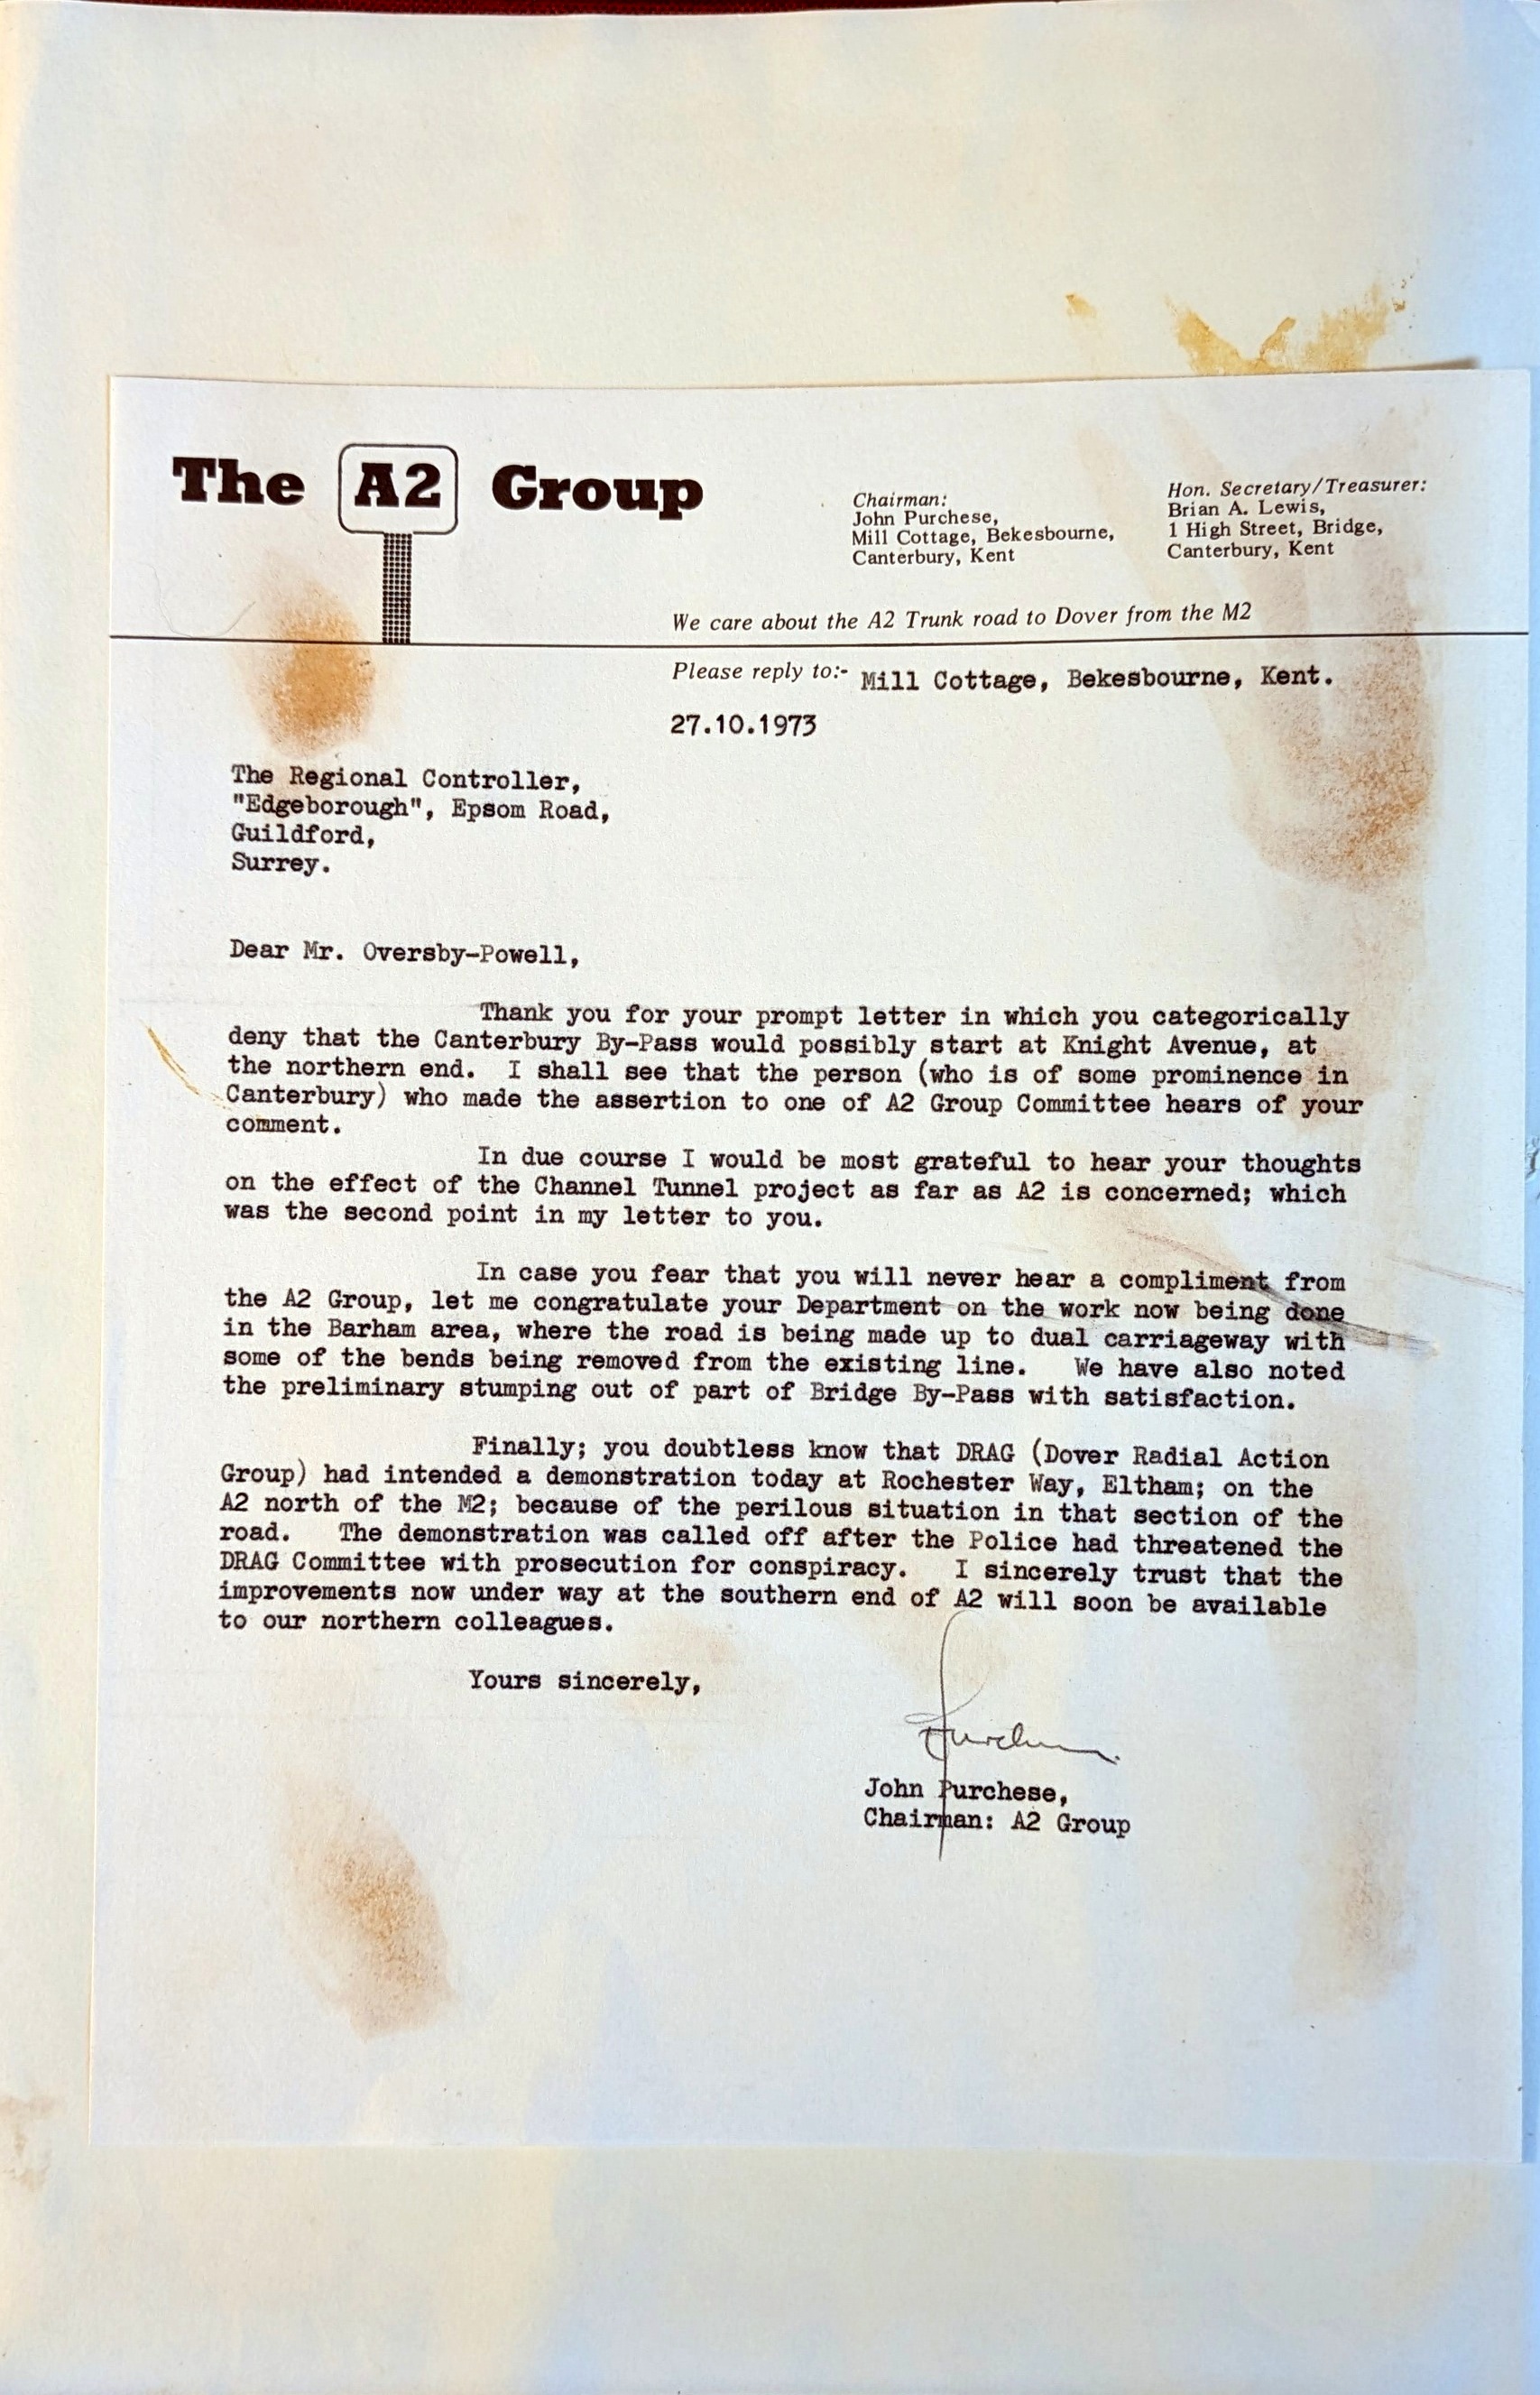 The A2 Group
Chairman:
John Purchese,
Mill Cottage, Bekesbourne,
Canterbury, Kent
Hon. Secretary/Treasurer:
Brian A. Lewis,
1 High Street, Bridge,
Canterbury, Kent
We care about the A2 Trunk road to Dover from the M2
Please reply to:- Mill Cottage, Bekesbourne, Kent.
27.10.1973
The Regional Controller,
"Edgeborough", Epsom Road,
Guildford,
Surrey.
Dear Mr. Oversby-Powell,
Thank you for your prompt letter in which you categorically
deny that the Canterbury By-Pass would possibly start at Knight Avenue, at
the northern end. I shall see that the person (who is of some prominence in
Canterbury) who made the assertion to one of A2 Group Committee hears of your
comment.
In due course I would be most grateful to hear your thoughts
on the effect of the Channel Tunnel project as far as A2 is concerned; which
was the second point in my letter to you.
In case you fear that you will never hear a compliment from
the A2 Group, let me congratulate your Department on the work now being done
in the Barham area, where the road is being made up to dual carriageway with
some of the bends being removed from the existing line. We have also noted
the preliminary stumping out of part of Bridge By-Pass with satisfaction.
Finally; you doubtless know that DRAG (Dover Radial Action
Group) had intended a demonstration today at Rochester Way, Eltham; on the
A2 north of the M2; because of the perilous situation in that section of the
road. The demonstration was called off after the Police had threatened the
DRAG Committee with prosecution for conspiracy. I sincerely trust that the
improvements now under way at the southern end of A2 will soon be available
to our northern colleagues.
Yours sincerely,
John Purchese,
Chairman: A2 Group